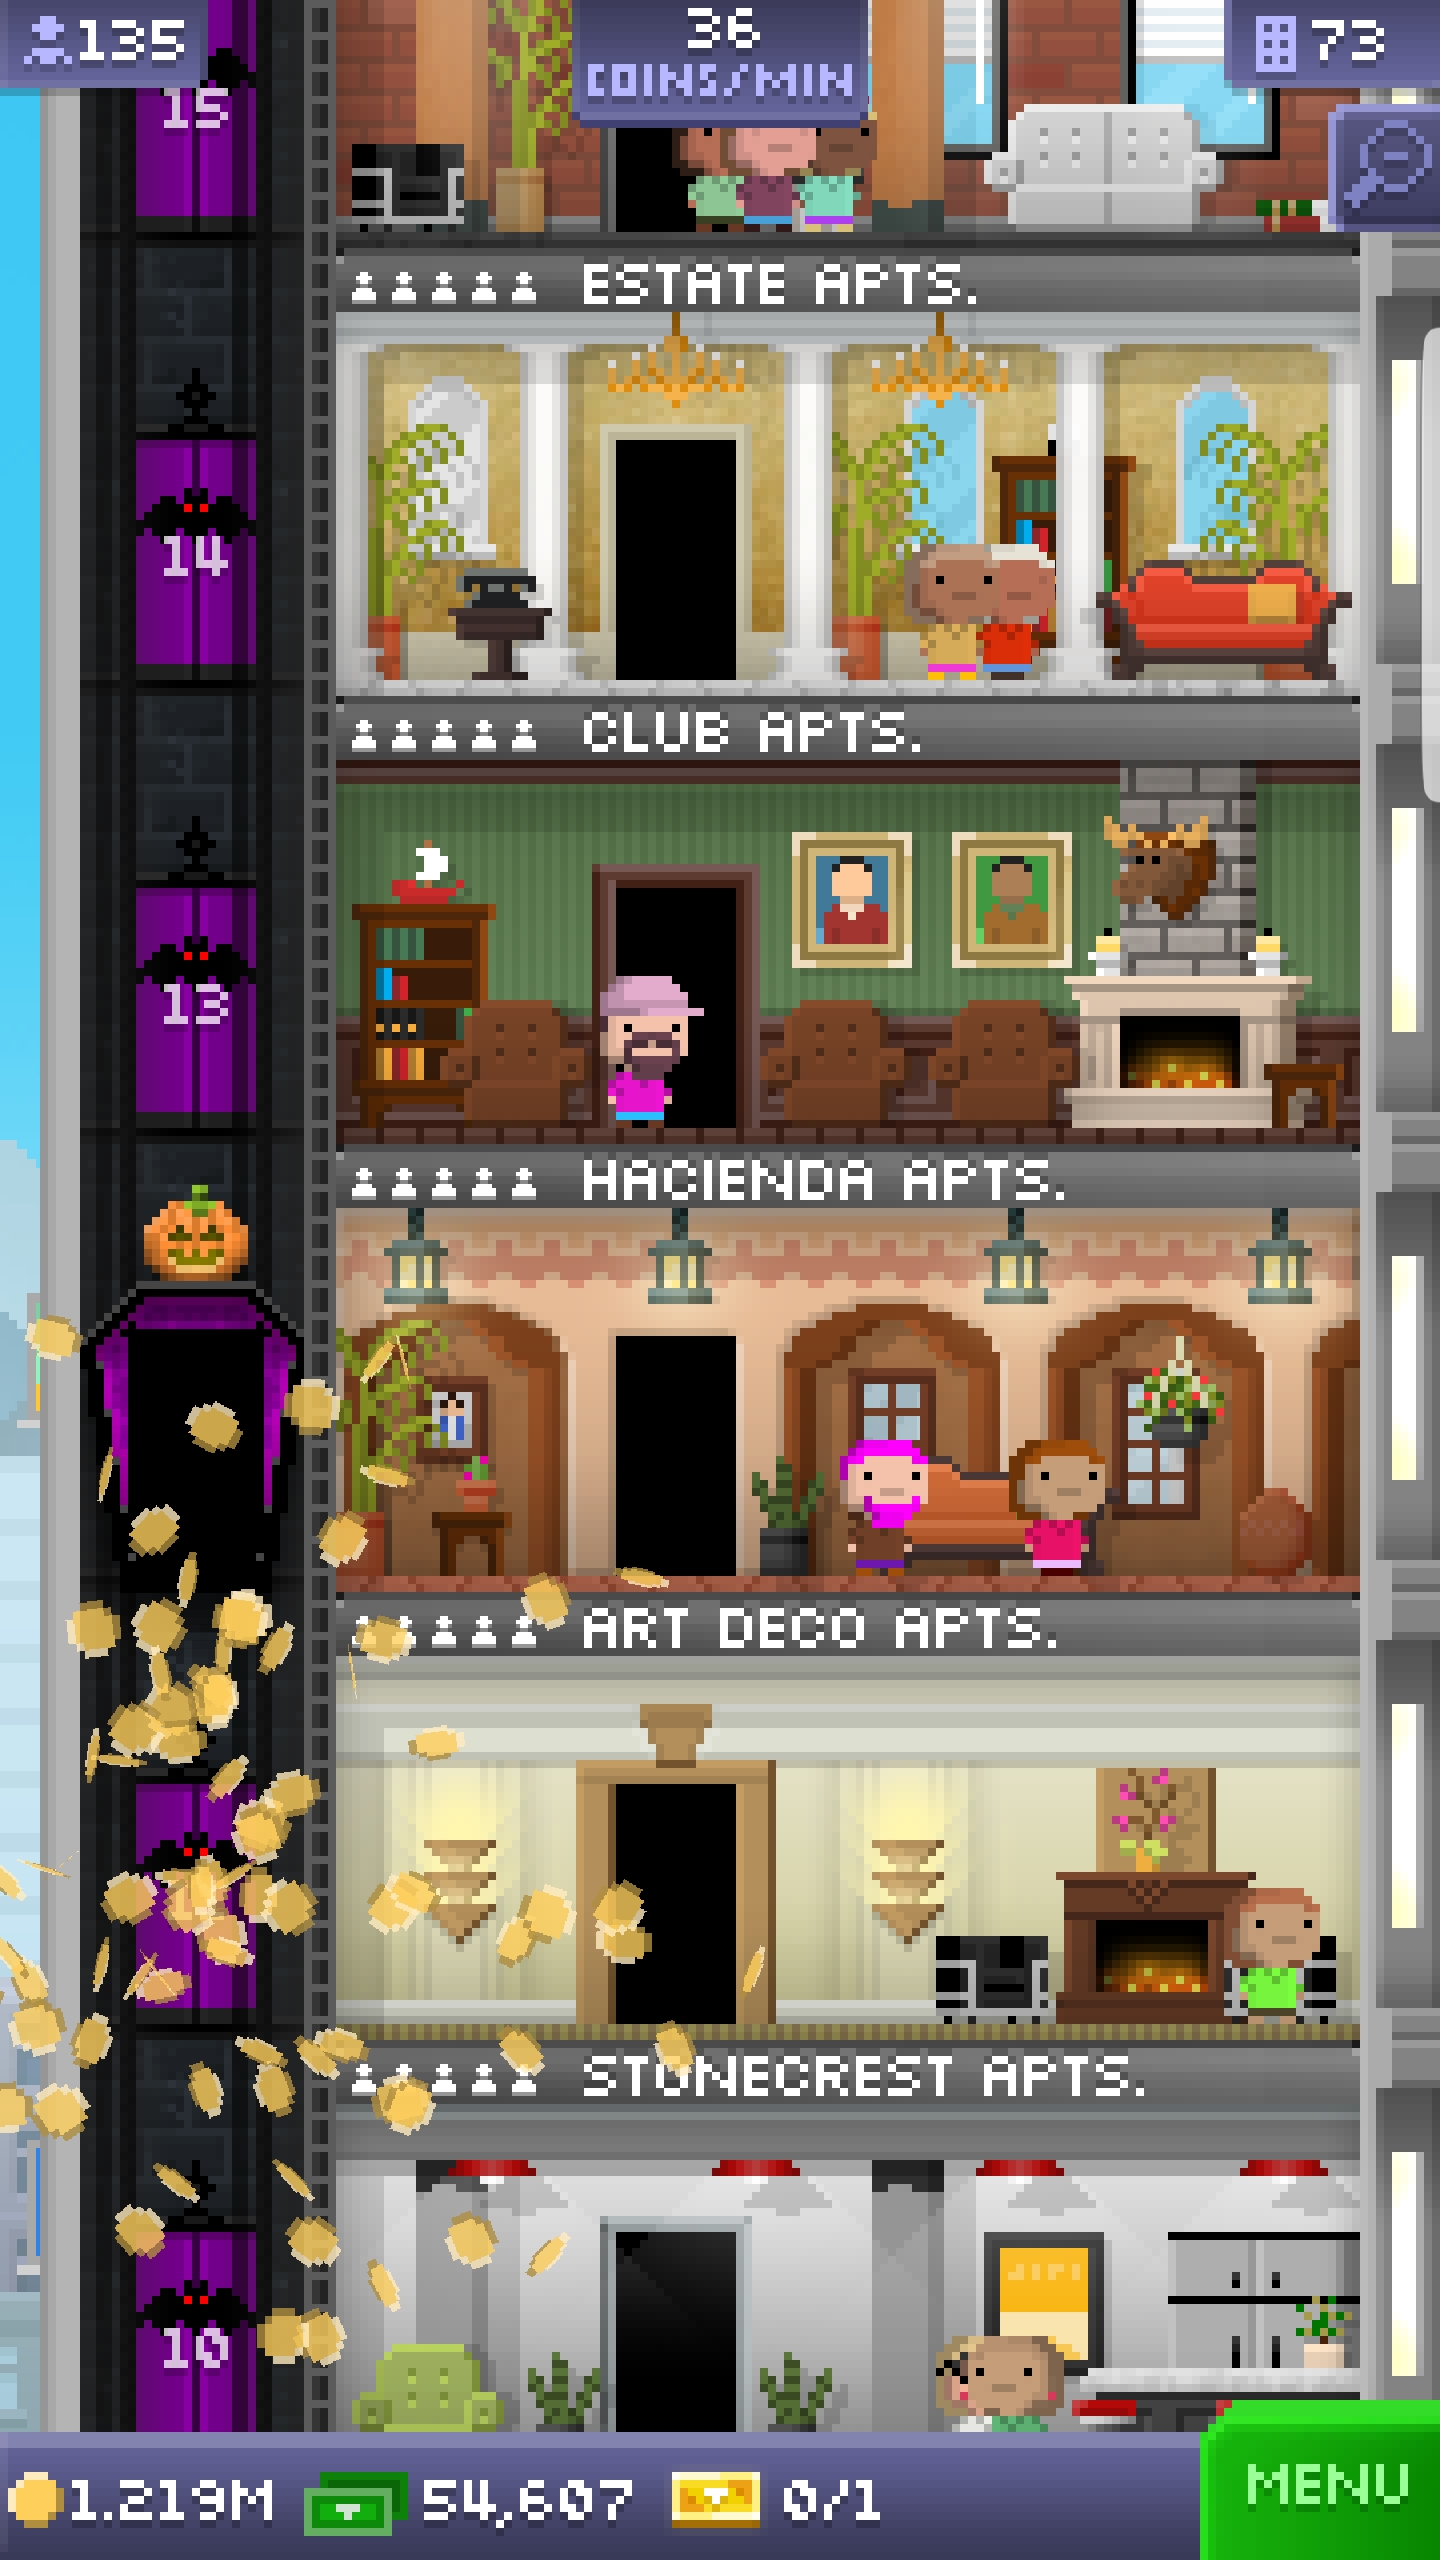 135
36
COINS/MIN
73
15
ESTATE APTS.
14
CLUB APTS.
13
HACIENDA APTS.
ART DECO APTS.
STONECREST APTS.
10
1.219M
54,607
0/1
MENU